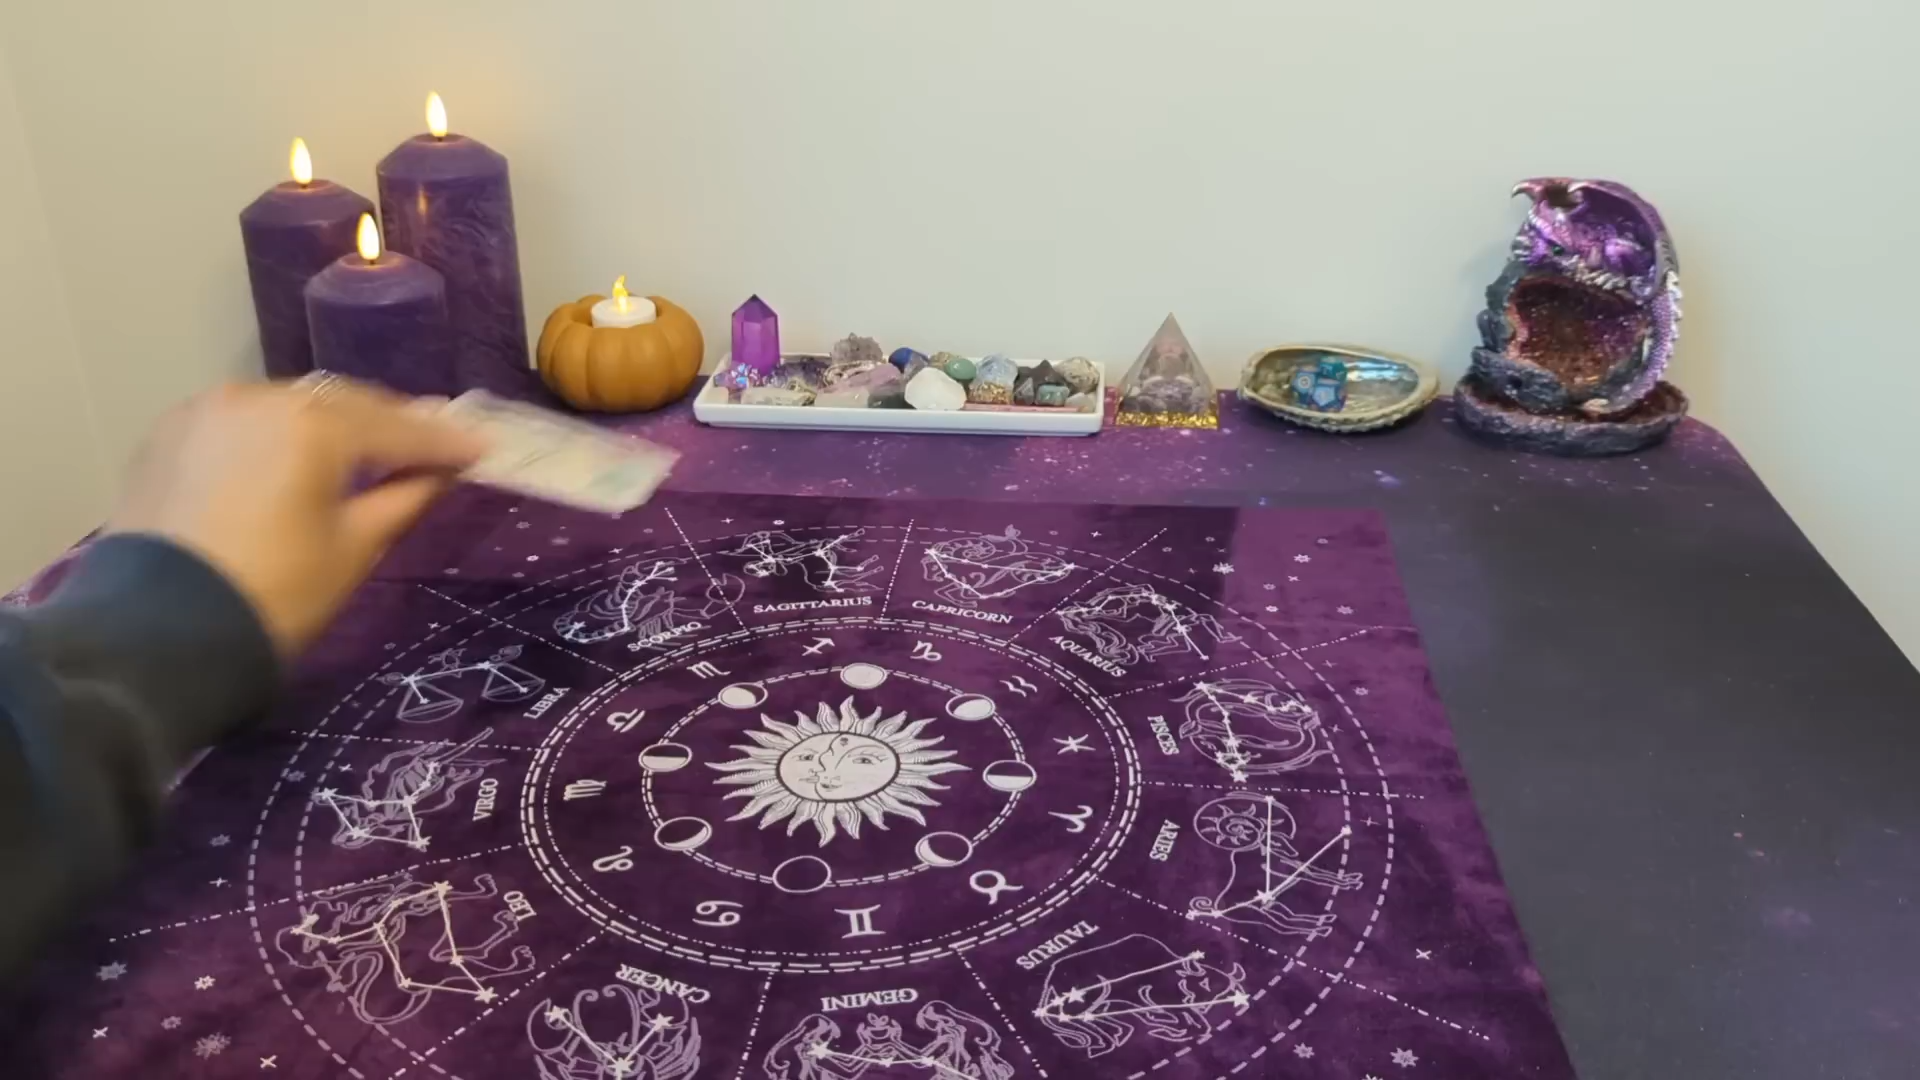 SAGITTARIUS
CAPRICORN
SCORPIO
AQUARIUS
LIBRA
PISCES
VIRGO
ARIES
LEO
TAURUS
CANCER
GEMINI